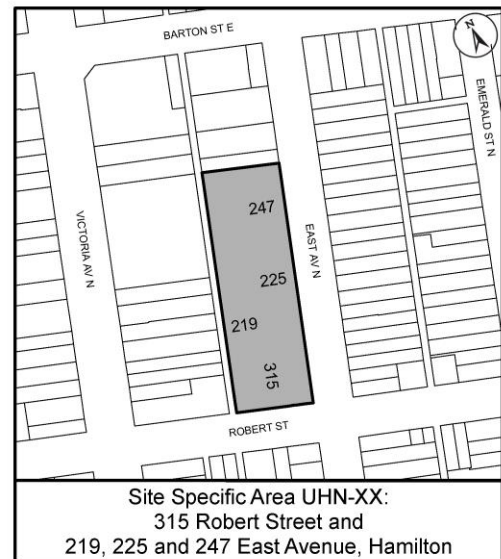 BARTON ST E
N
EMERALD ST N
VICTORIA AV N
EAST AV N
247
225
219
315
ROBERT ST
Site Specific Area UHN-XX:
315 Robert Street and
219, 225 and 247 East Avenue, Hamilton